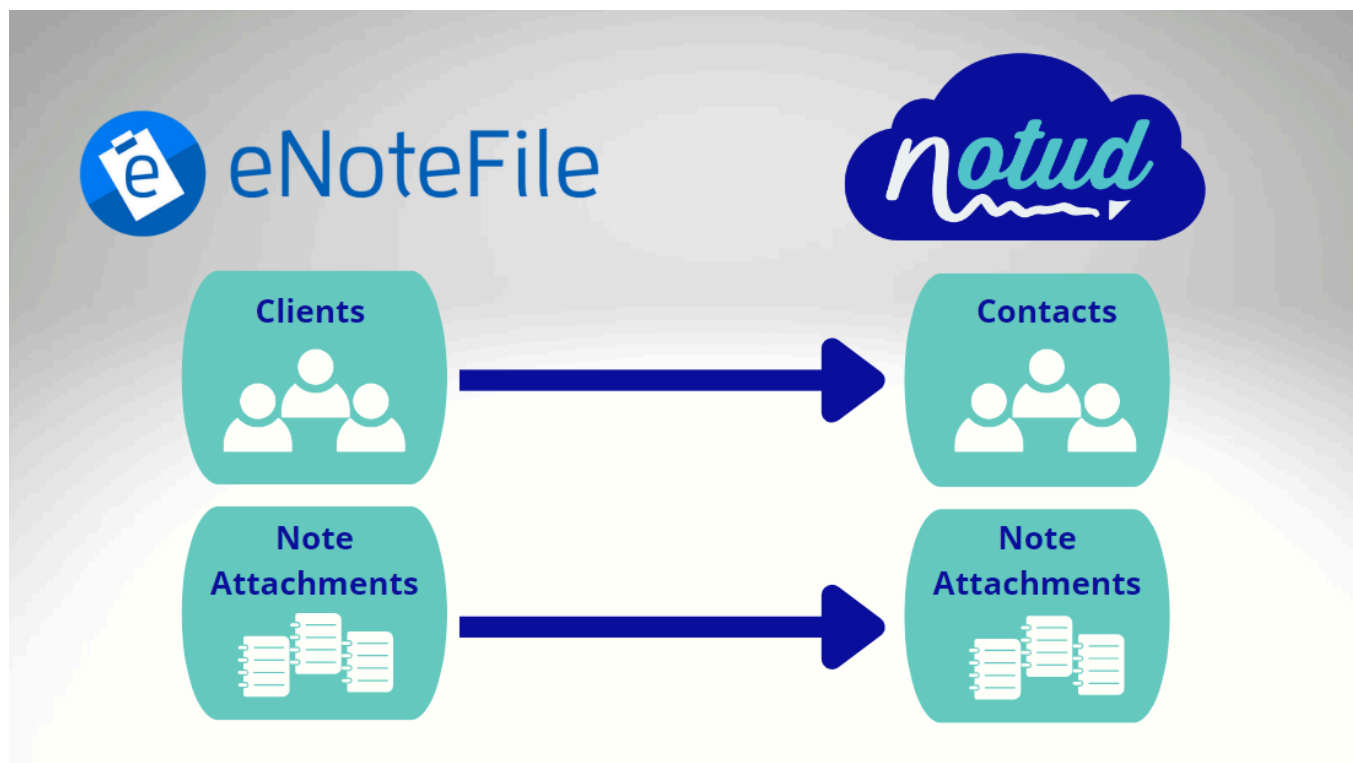 e eNoteFile
notud
Clients
Contacts
Note
Attachments
Note
Attachments